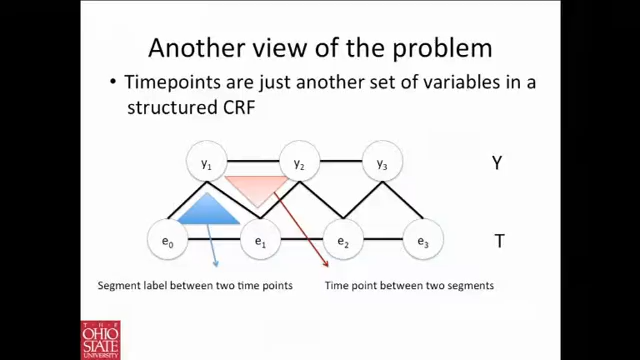 Another view of the problem
• Timepoints are just another set of variables in a
structured CRF
y1 y2 y3 Y
e0 e1 e2 e3 T
Segment label between two time points
Time point between two segments
T · H · E
OHIO
STATE
UNIVERSITY